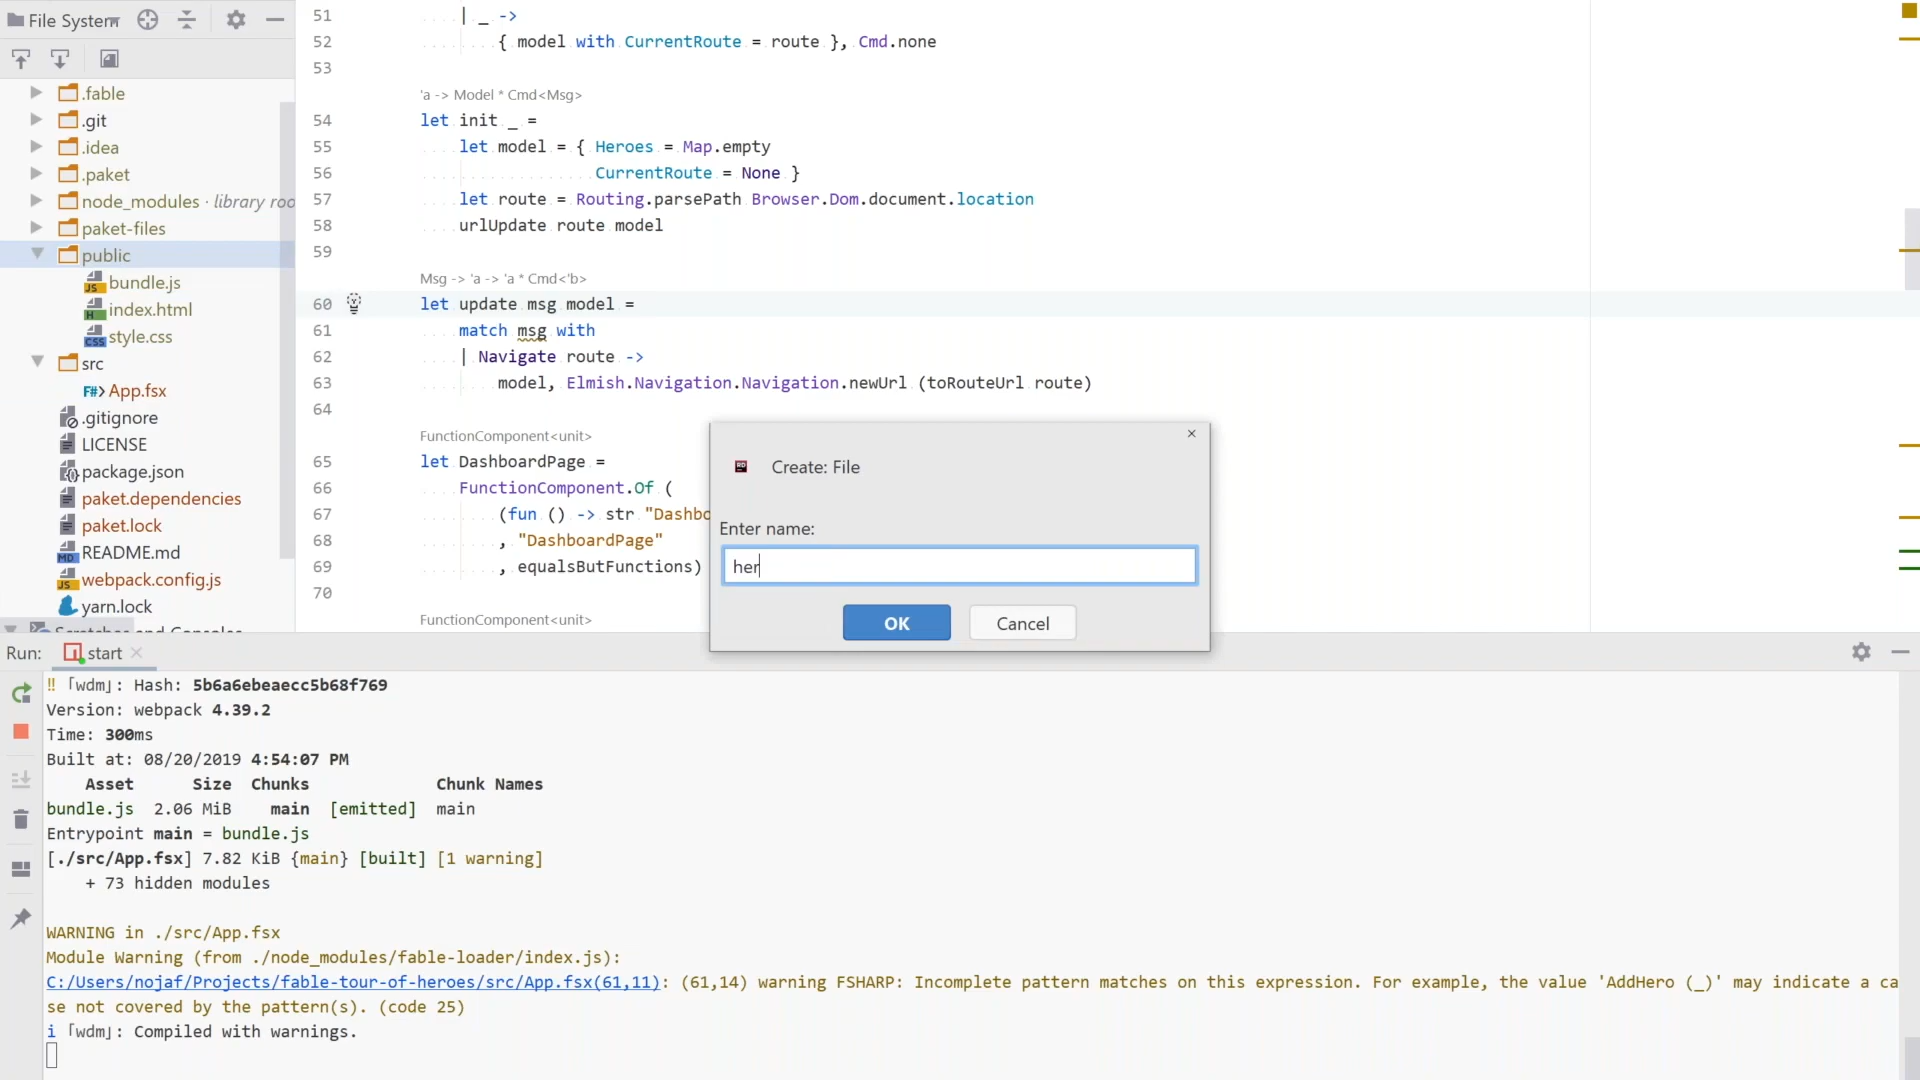 File System
.fable
.git
.idea
.paket
node_modules · library roo
paket-files
public
bundle.js
index.html
style.css
src
F#> App.fsx
.gitignore
LICENSE
package.json
paket.dependencies
paket.lock
README.md
webpack.config.js
yarn.lock
Scratches and Consoles
51 | _ ->
52 { model with CurrentRoute = route }, Cmd.none
53
'a -> Model * Cmd<Msg>
54 let init _ =
55 let model = { Heroes = Map.empty
56 CurrentRoute = None }
57 let route = Routing.parsePath Browser.Dom.document.location
58 urlUpdate route model
59
Msg -> 'a -> 'a * Cmd<'b>
60 let update msg model =
61 match msg with
62 | Navigate route ->
63 model, Elmish.Navigation.Navigation.newUrl (toRouteUrl route)
64
FunctionComponent<unit>
65 let DashboardPage =
66 FunctionComponent.Of (
67 (fun () -> str "Dashbo
68 , "DashboardPage"
69 , equalsButFunctions)
70
FunctionComponent<unit>
Create: File
Enter name:
her
OK Cancel
Run: start
‼ ｢wdm｣: Hash: 5b6a6ebeaecc5b68f769
Version: webpack 4.39.2
Time: 300ms
Built at: 08/20/2019 4:54:07 PM
Asset Size Chunks Chunk Names
bundle.js 2.06 MiB main [emitted] main
Entrypoint main = bundle.js
[./src/App.fsx] 7.82 KiB {main} [built] [1 warning]
+ 73 hidden modules
WARNING in ./src/App.fsx
Module Warning (from ./node_modules/fable-loader/index.js):
C:/Users/nojaf/Projects/fable-tour-of-heroes/src/App.fsx(61,11): (61,14) warning FSHARP: Incomplete pattern matches on this expression. For example, the value 'AddHero (_)' may indicate a ca
se not covered by the pattern(s). (code 25)
i ｢wdm｣: Compiled with warnings.